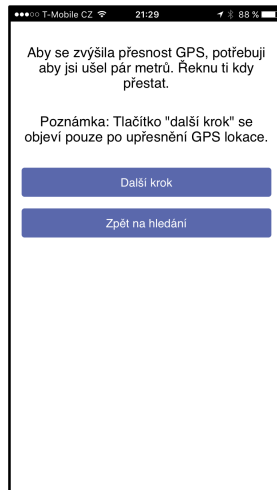 ●●●○○ T-Mobile CZ 21:29 88 %
Aby se zvýšila přesnost GPS, potřebuji
aby jsi ušel pár metrů. Řeknu ti kdy
přestat.
Poznámka: Tlačítko "další krok" se
objeví pouze po upřesnění GPS lokace.
Další krok
Zpět na hledání